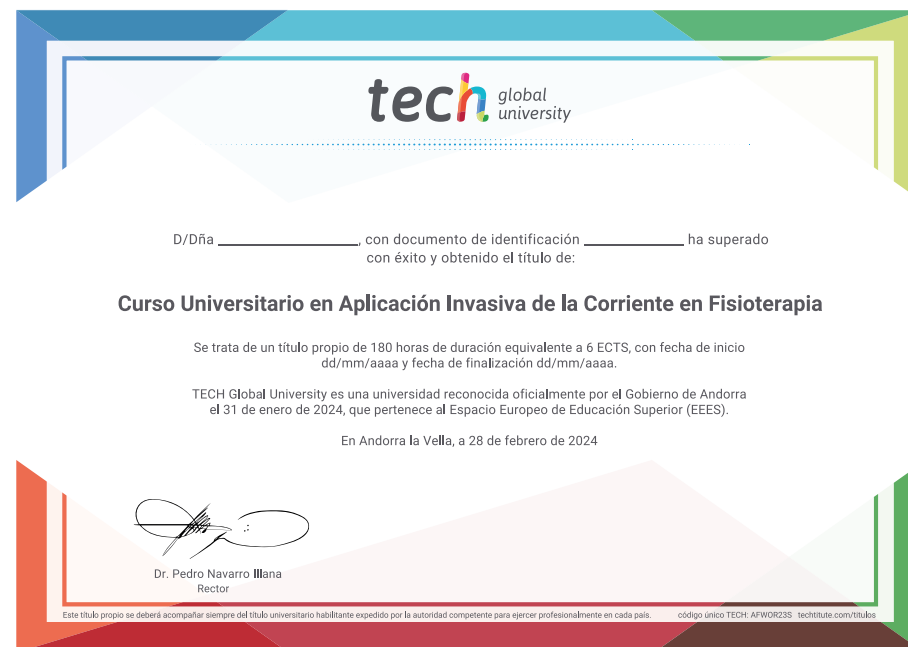 tech global university
D/Dña ______________, con documento de identificación __________ ha superado
con éxito y obtenido el título de:
Curso Universitario en Aplicación Invasiva de la Corriente en Fisioterapia
Se trata de un título propio de 180 horas de duración equivalente a 6 ECTS, con fecha de inicio
dd/mm/aaaa y fecha de finalización dd/mm/aaaa.
TECH Global University es una universidad reconocida oficialmente por el Gobierno de Andorra
el 31 de enero de 2024, que pertenece al Espacio Europeo de Educación Superior (EEES).
En Andorra la Vella, a 28 de febrero de 2024
Dr. Pedro Navarro Illana
Rector
Este título propio se deberá acompañar siempre del título universitario habilitante expedido por la autoridad competente para ejercer profesionalmente en cada país. código único TECH: AFWOR23S techtitute.com/titulos